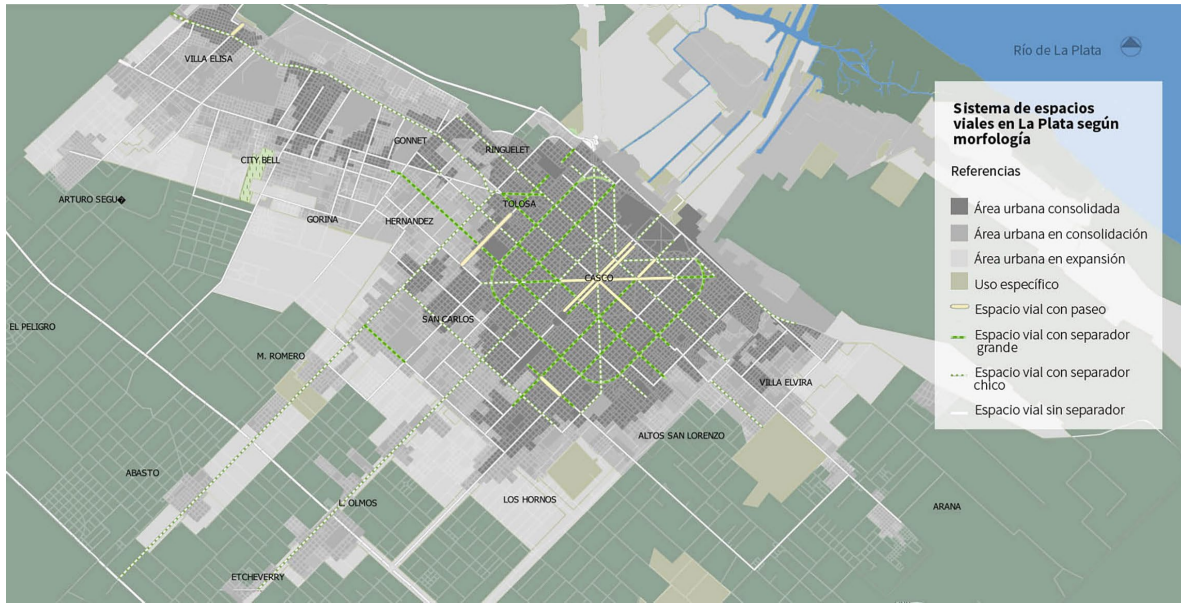 Río de La Plata
Sistema de espacios
viales en La Plata según
morfología
Referencias
Área urbana consolidada
Área urbana en consolidación
Área urbana en expansión
Uso específico
Espacio vial con paseo
Espacio vial con separador
grande
Espacio vial con separador
chico
Espacio vial sin separador
VILLA ELISA
GONNET
RINGUELET
CITY BELL
ARTURO SEGU�
GORINA
HERNANDEZ
TOLOSA
CASCO
SAN CARLOS
EL PELIGRO
M. ROMERO
VILLA ELVIRA
ALTOS SAN LORENZO
ABASTO
L. OLMOS
LOS HORNOS
ARANA
ETCHEVERRY